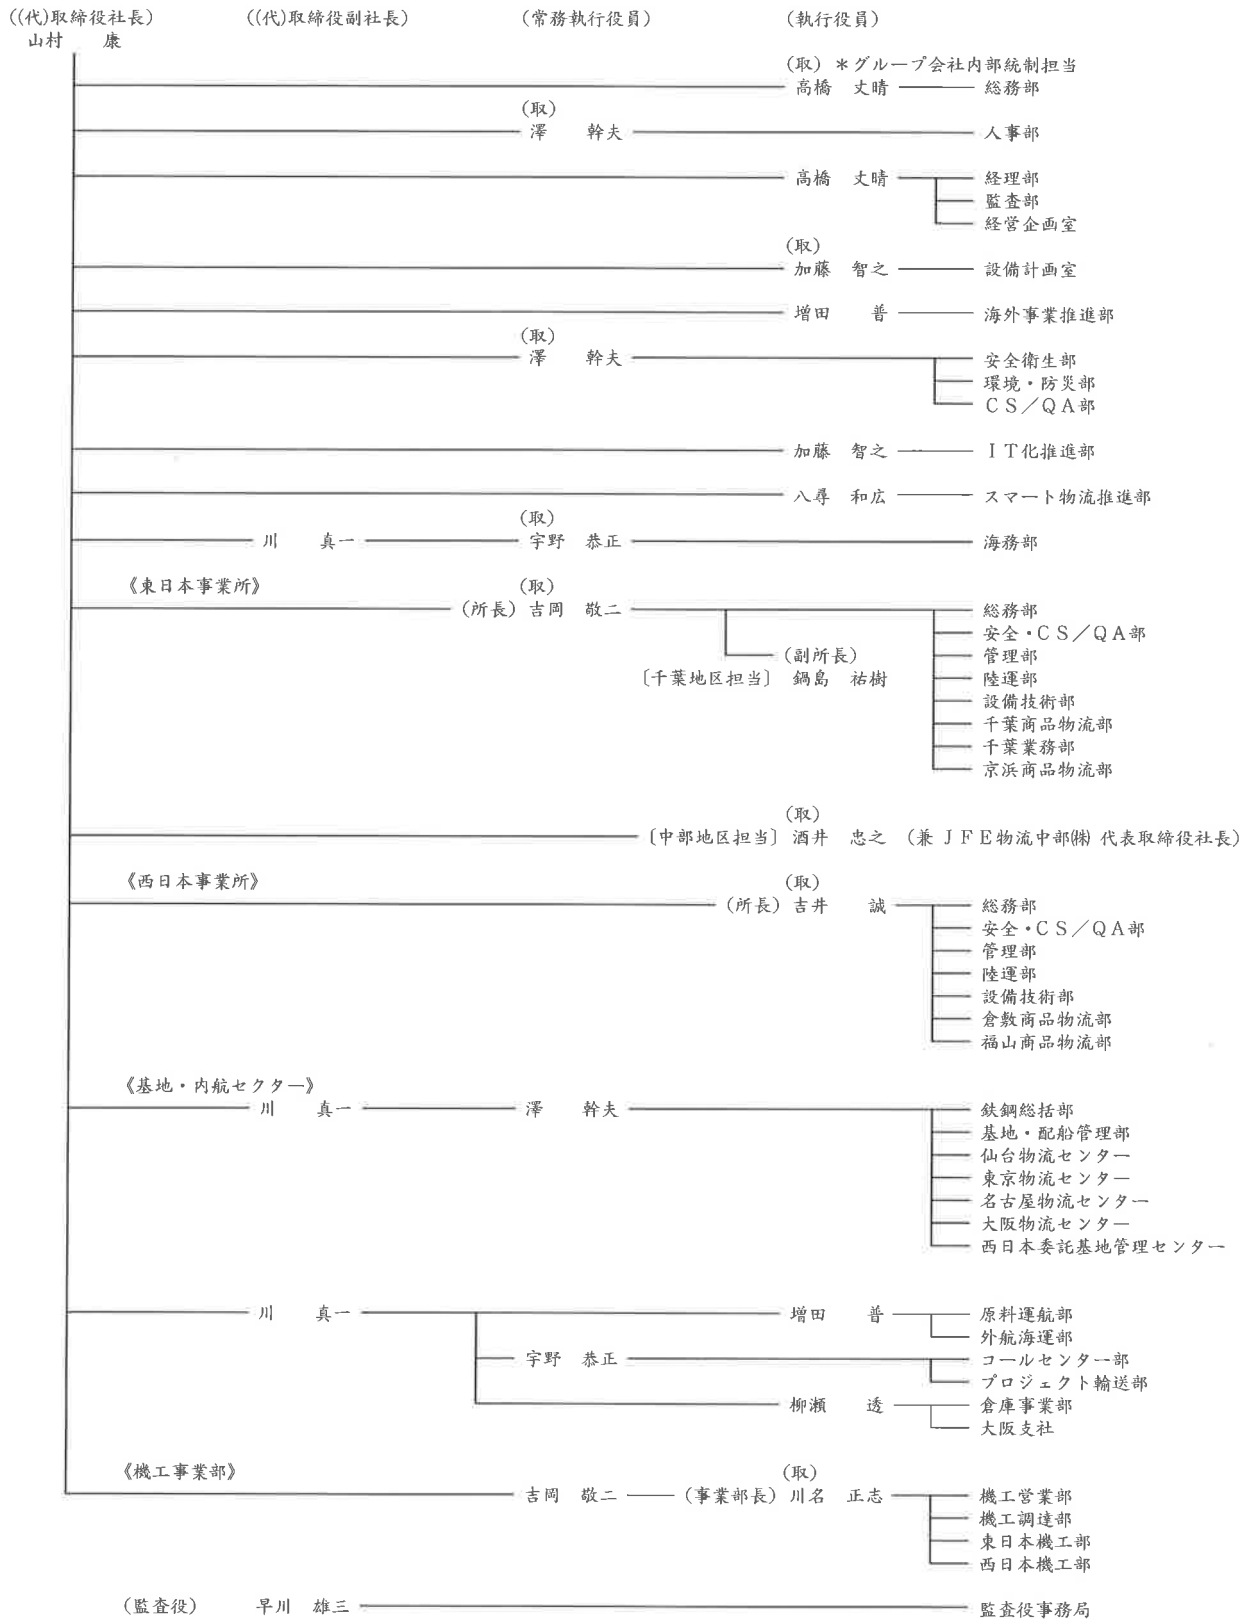 ((代)取締役社長) ((代)取締役副社長) (常務執行役員) (執行役員)
山村 康
(取) *グループ会社内部統制担当
高橋 丈晴 総務部
(取)
澤 幹夫 人事部
高橋 丈晴 経理部
監査部
経営企画室
(取)
加藤 智之 設備計画室
増田 普 海外事業推進部
(取)
澤 幹夫 安全衛生部
環境・防災部
CS/QA部
加藤 智之 IT化推進部
八尋 和広 スマート物流推進部
(取)
川 真一 宇野 恭正 海務部
《東日本事業所》 (取)
(所長) 吉岡 敬二 総務部
安全・CS/QA部
(副所長) 管理部
〔千葉地区担当〕 鍋島 祐樹 陸運部
設備技術部
千葉商品物流部
千葉業務部
京浜商品物流部
(取)
〔中部地区担当〕 酒井 忠之 (兼 JFE物流中部㈱ 代表取締役社長)
《西日本事業所》 (取)
(所長) 吉井 誠 総務部
安全・CS/QA部
管理部
陸運部
設備技術部
倉敷商品物流部
福山商品物流部
《基地・内航セクター》
川 真一 澤 幹夫 鉄鋼総括部
基地・配船管理部
仙台物流センター
東京物流センター
名古屋物流センター
大阪物流センター
西日本委託基地管理センター
川 真一 増田 普 原料運航部
外航海運部
宇野 恭正 コールセンター部
プロジェクト輸送部
柳瀬 透 倉庫事業部
大阪支社
《機工事業部》 (取)
吉岡 敬二 (事業部長) 川名 正志 機工営業部
機工調達部
東日本機工部
西日本機工部
(監査役) 早川 雄三 監査役事務局